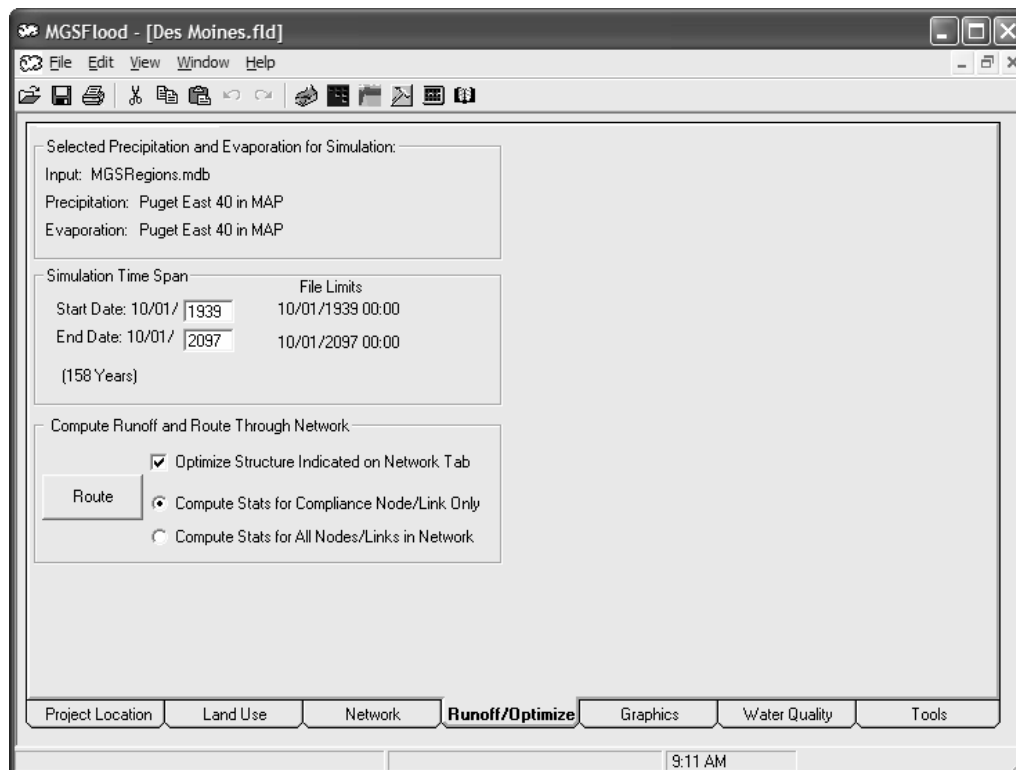 MGSFlood - [Des Moines.fld]
File Edit View Window Help
Selected Precipitation and Evaporation for Simulation:
Input: MGSRegions.mdb
Precipitation: Puget East 40 in MAP
Evaporation: Puget East 40 in MAP
Simulation Time Span
File Limits
Start Date: 10/01/ 1939 10/01/1939 00:00
End Date: 10/01/ 2097 10/01/2097 00:00
(158 Years)
Compute Runoff and Route Through Network
Optimize Structure Indicated on Network Tab
Route
Compute Stats for Compliance Node/Link Only
Compute Stats for All Nodes/Links in Network
Project Location Land Use Network Runoff/Optimize Graphics Water Quality Tools
9:11 AM